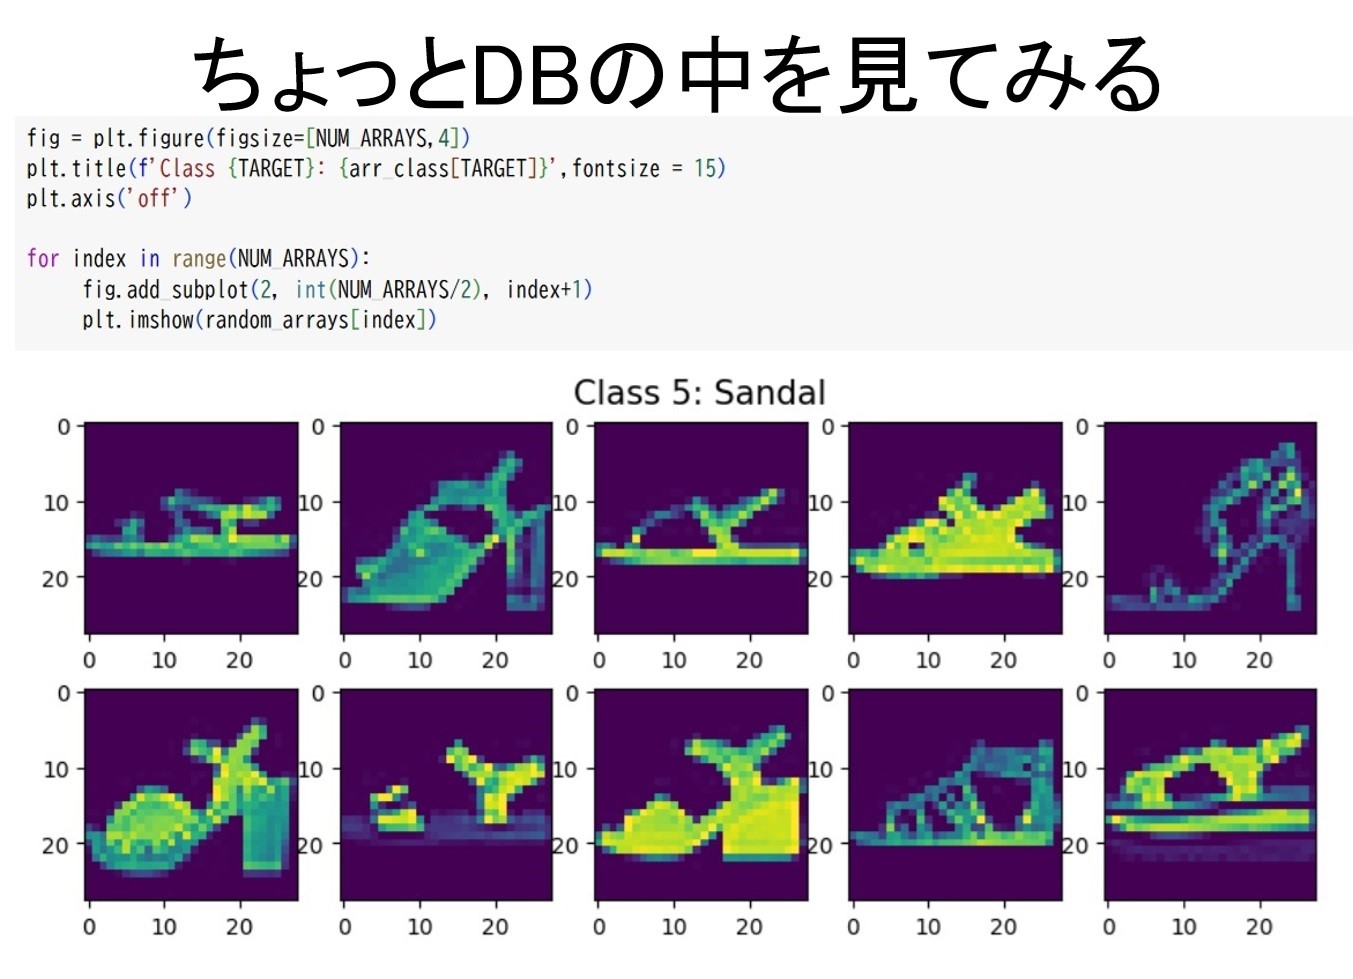 ちょっとDBの中を見てみる
fig = plt.figure(figsize=[NUM_ARRAYS,4])
plt.title(f'Class {TARGET}: {arr_class[TARGET]}',fontsize = 15)
plt.axis('off')
for index in range(NUM_ARRAYS):
fig.add_subplot(2, int(NUM_ARRAYS/2), index+1)
plt.imshow(random_arrays[index])
Class 5: Sandal
0 0 0 0 0
10 10 10 10 10
20 20 20 20 20
0 10 20 0 10 20 0 10 20 0 10 20 0 10 20
0 0 0 0 0
10 10 10 10 10
20 20 20 20 20
0 10 20 0 10 20 0 10 20 0 10 20 0 10 20